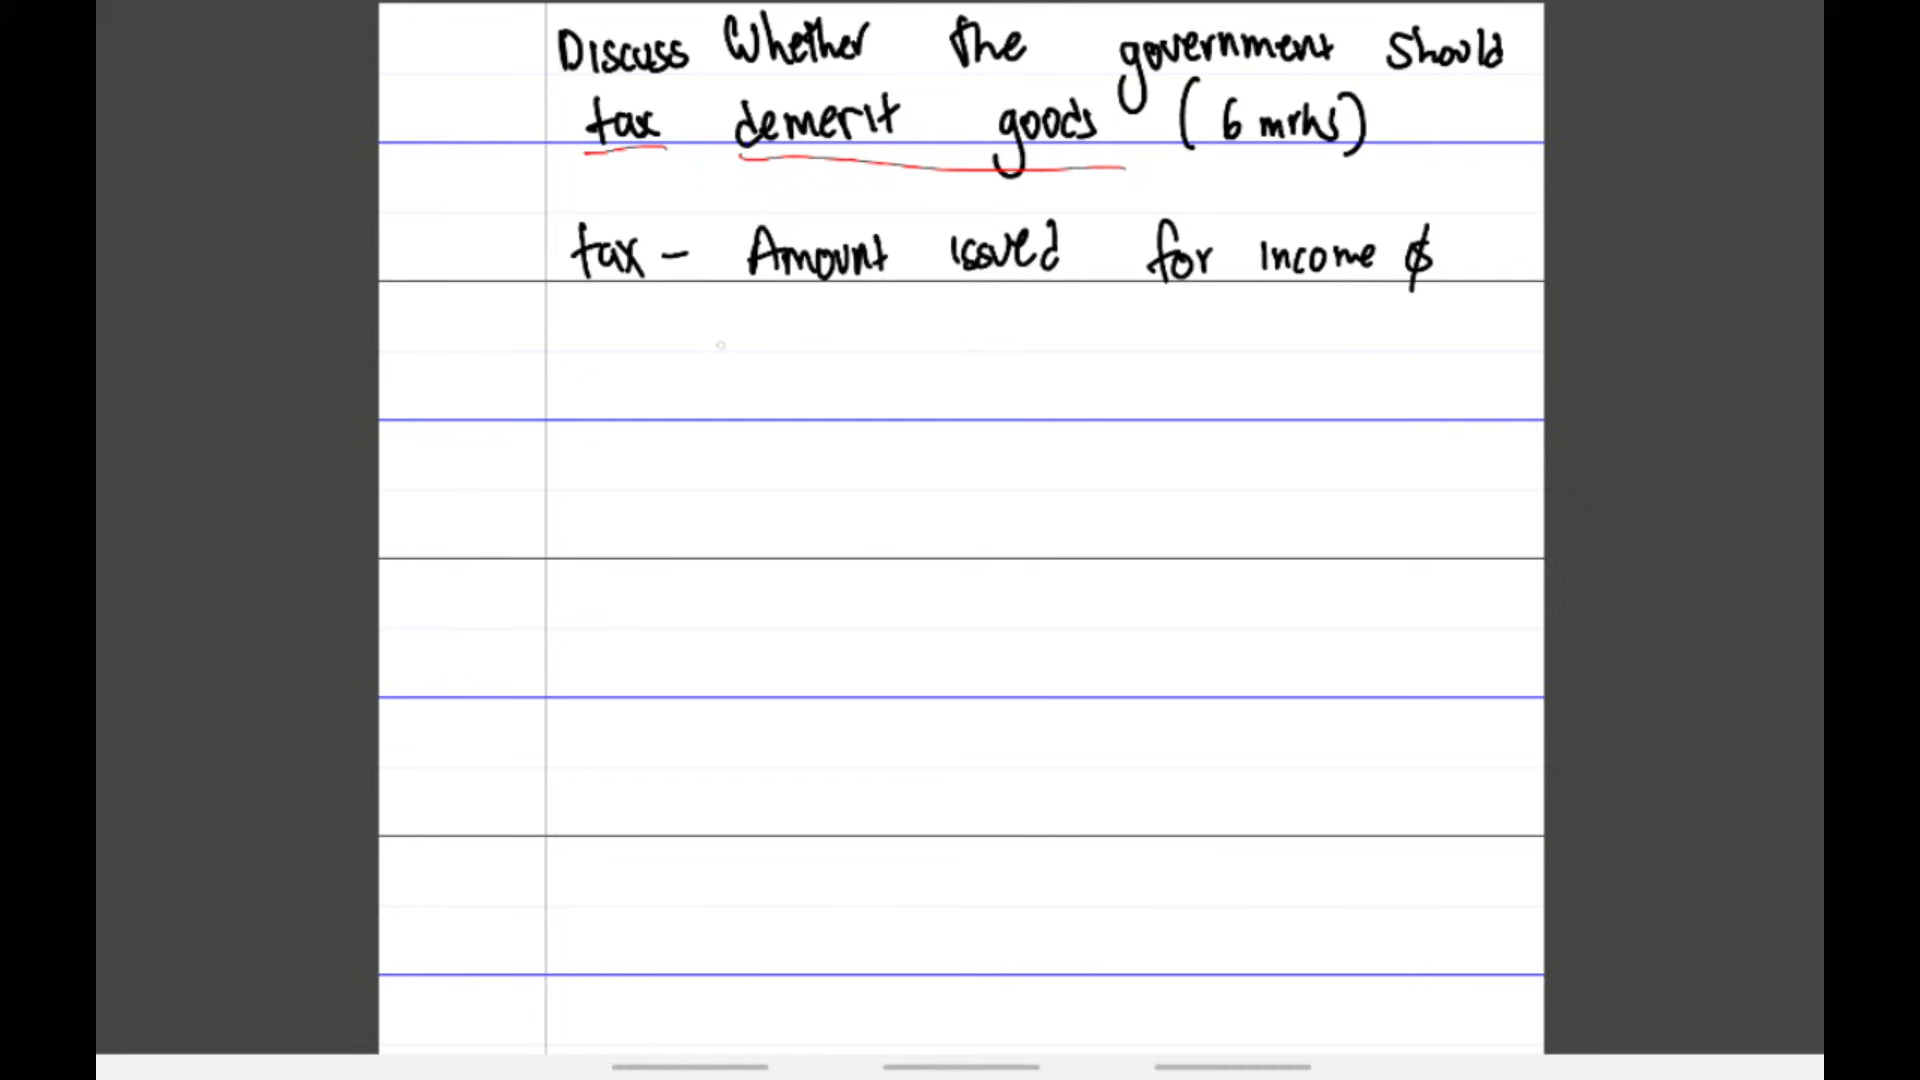 Discuss Whether the government should
tax demerit goods (6 mrks)
tax - Amount issued for income $